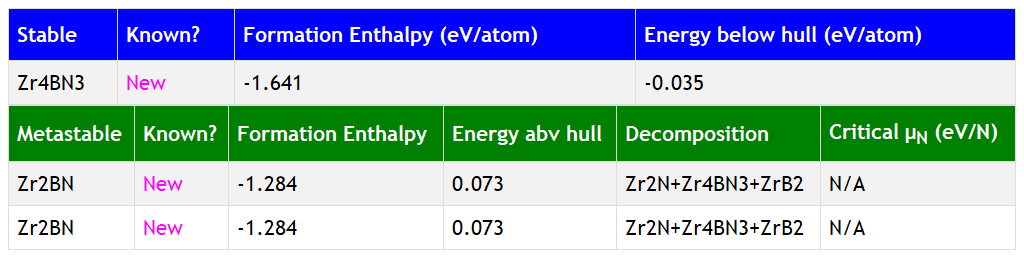 Stable Known? Formation Enthalpy (eV/atom) Energy below hull (eV/atom)
Zr4BN3 New -1.641 -0.035
Metastable Known? Formation Enthalpy Energy abv hull Decomposition Critical μN (eV/N)
Zr2BN New -1.284 0.073 Zr2N+Zr4BN3+ZrB2 N/A
Zr2BN New -1.284 0.073 Zr2N+Zr4BN3+ZrB2 N/A